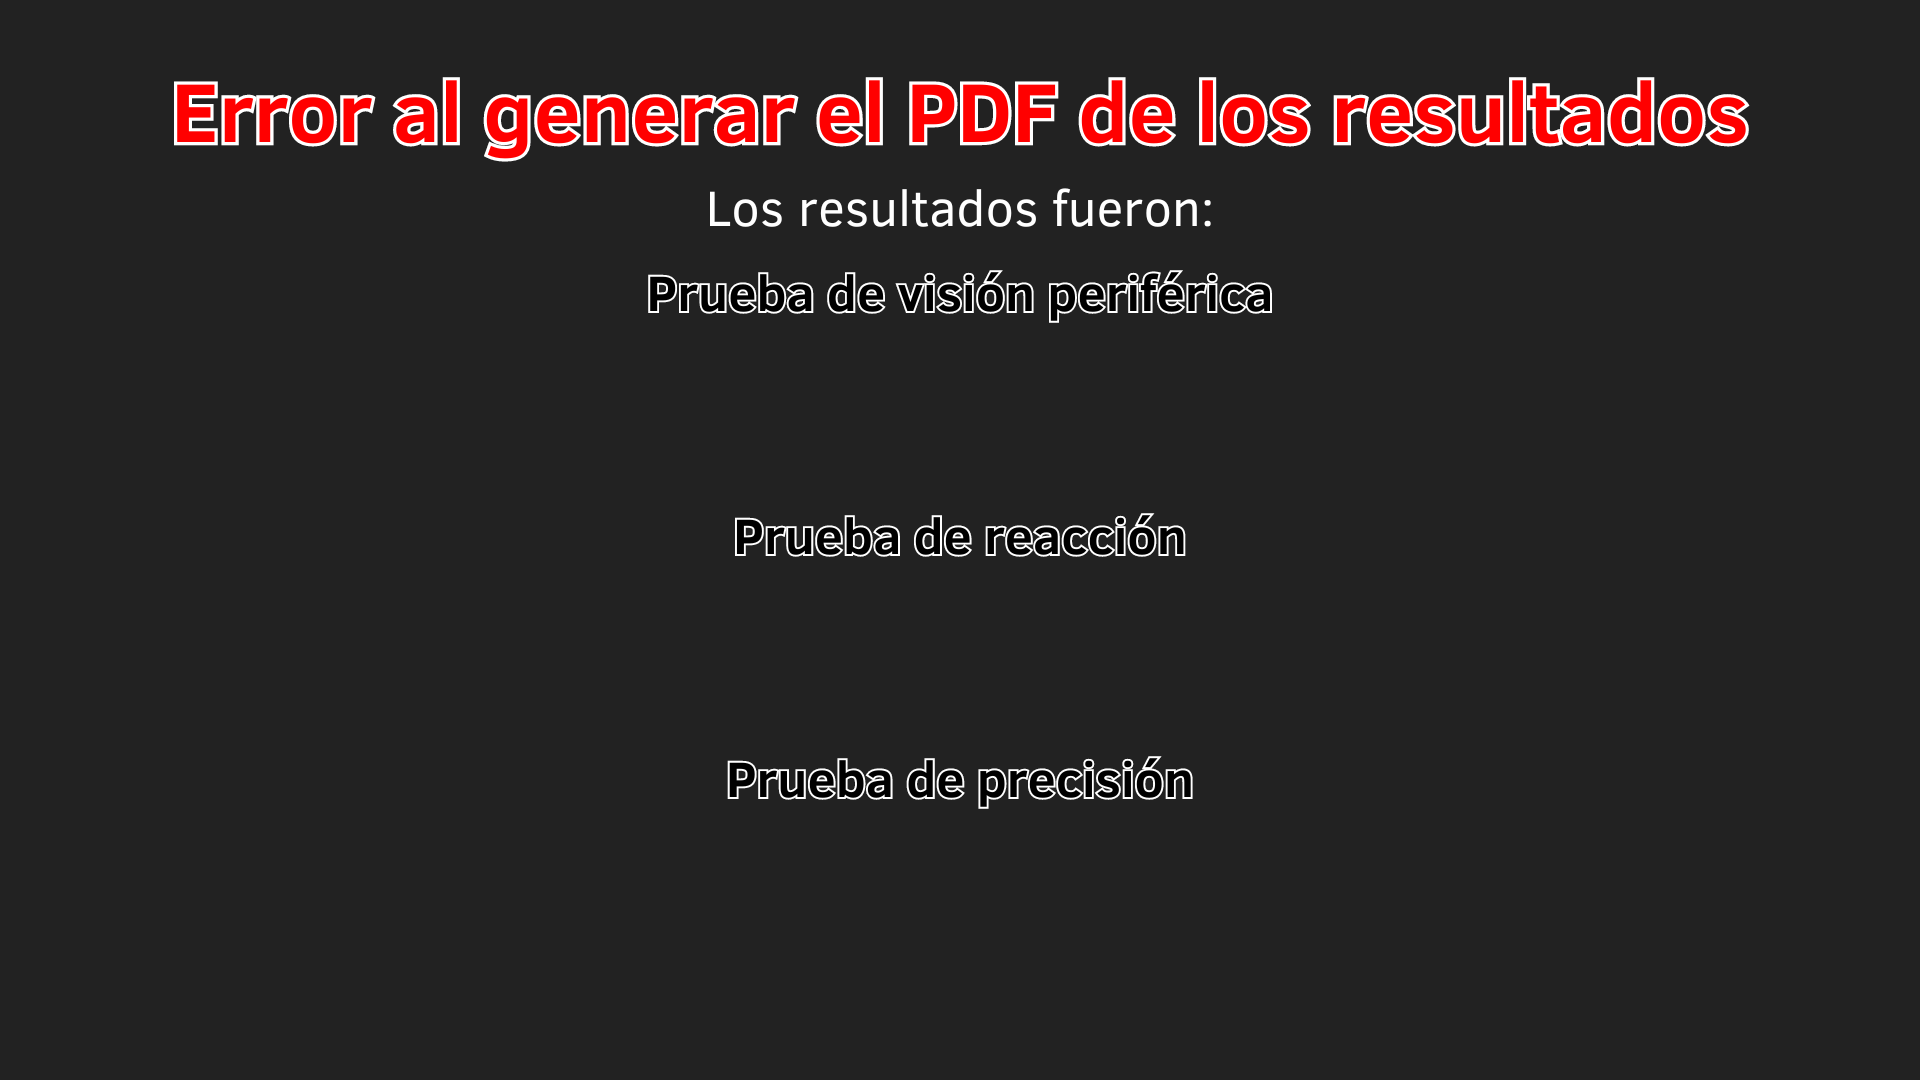 Error al generar el PDF de los resultados
Los resultados fueron:
Prueba de visión periférica
Prueba de reacción
Prueba de precisión